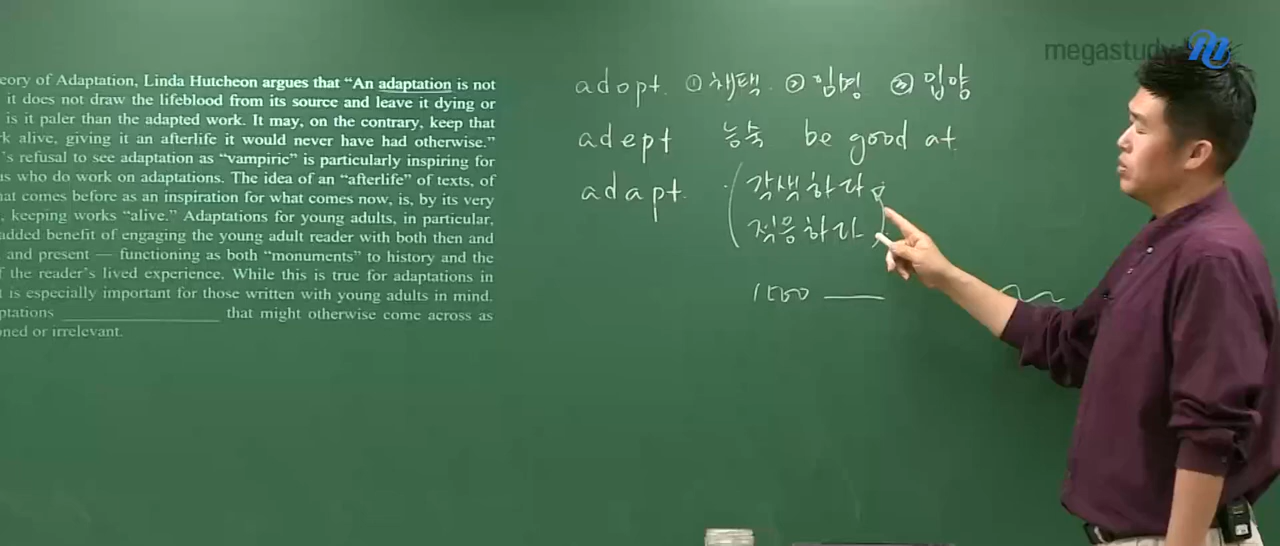 eory of Adaptation, Linda Hutcheon argues that “An adaptation is not
it does not draw the lifeblood from its source and leave it dying or
is it paler than the adapted work. It may, on the contrary, keep that
k alive, giving it an afterlife it would never have had otherwise.”
's refusal to see adaptation as “vampiric” is particularly inspiring for
us who do work on adaptations. The idea of an “afterlife” of texts, of
hat comes before as an inspiration for what comes now, is, by its very
, keeping works “alive.” Adaptations for young adults, in particular,
added benefit of engaging the young adult reader with both then and
and present — functioning as both “monuments” to history and the
f the reader's lived experience. While this is true for adaptations in
is especially important for those written with young adults in mind.
ptations ____________________ that might otherwise come across as
oned or irrelevant.
megastudy
adopt. ① 채택. ② 임명. ③ 입양
adept 능숙 be good at.
adapt. 각색하다
적응하다